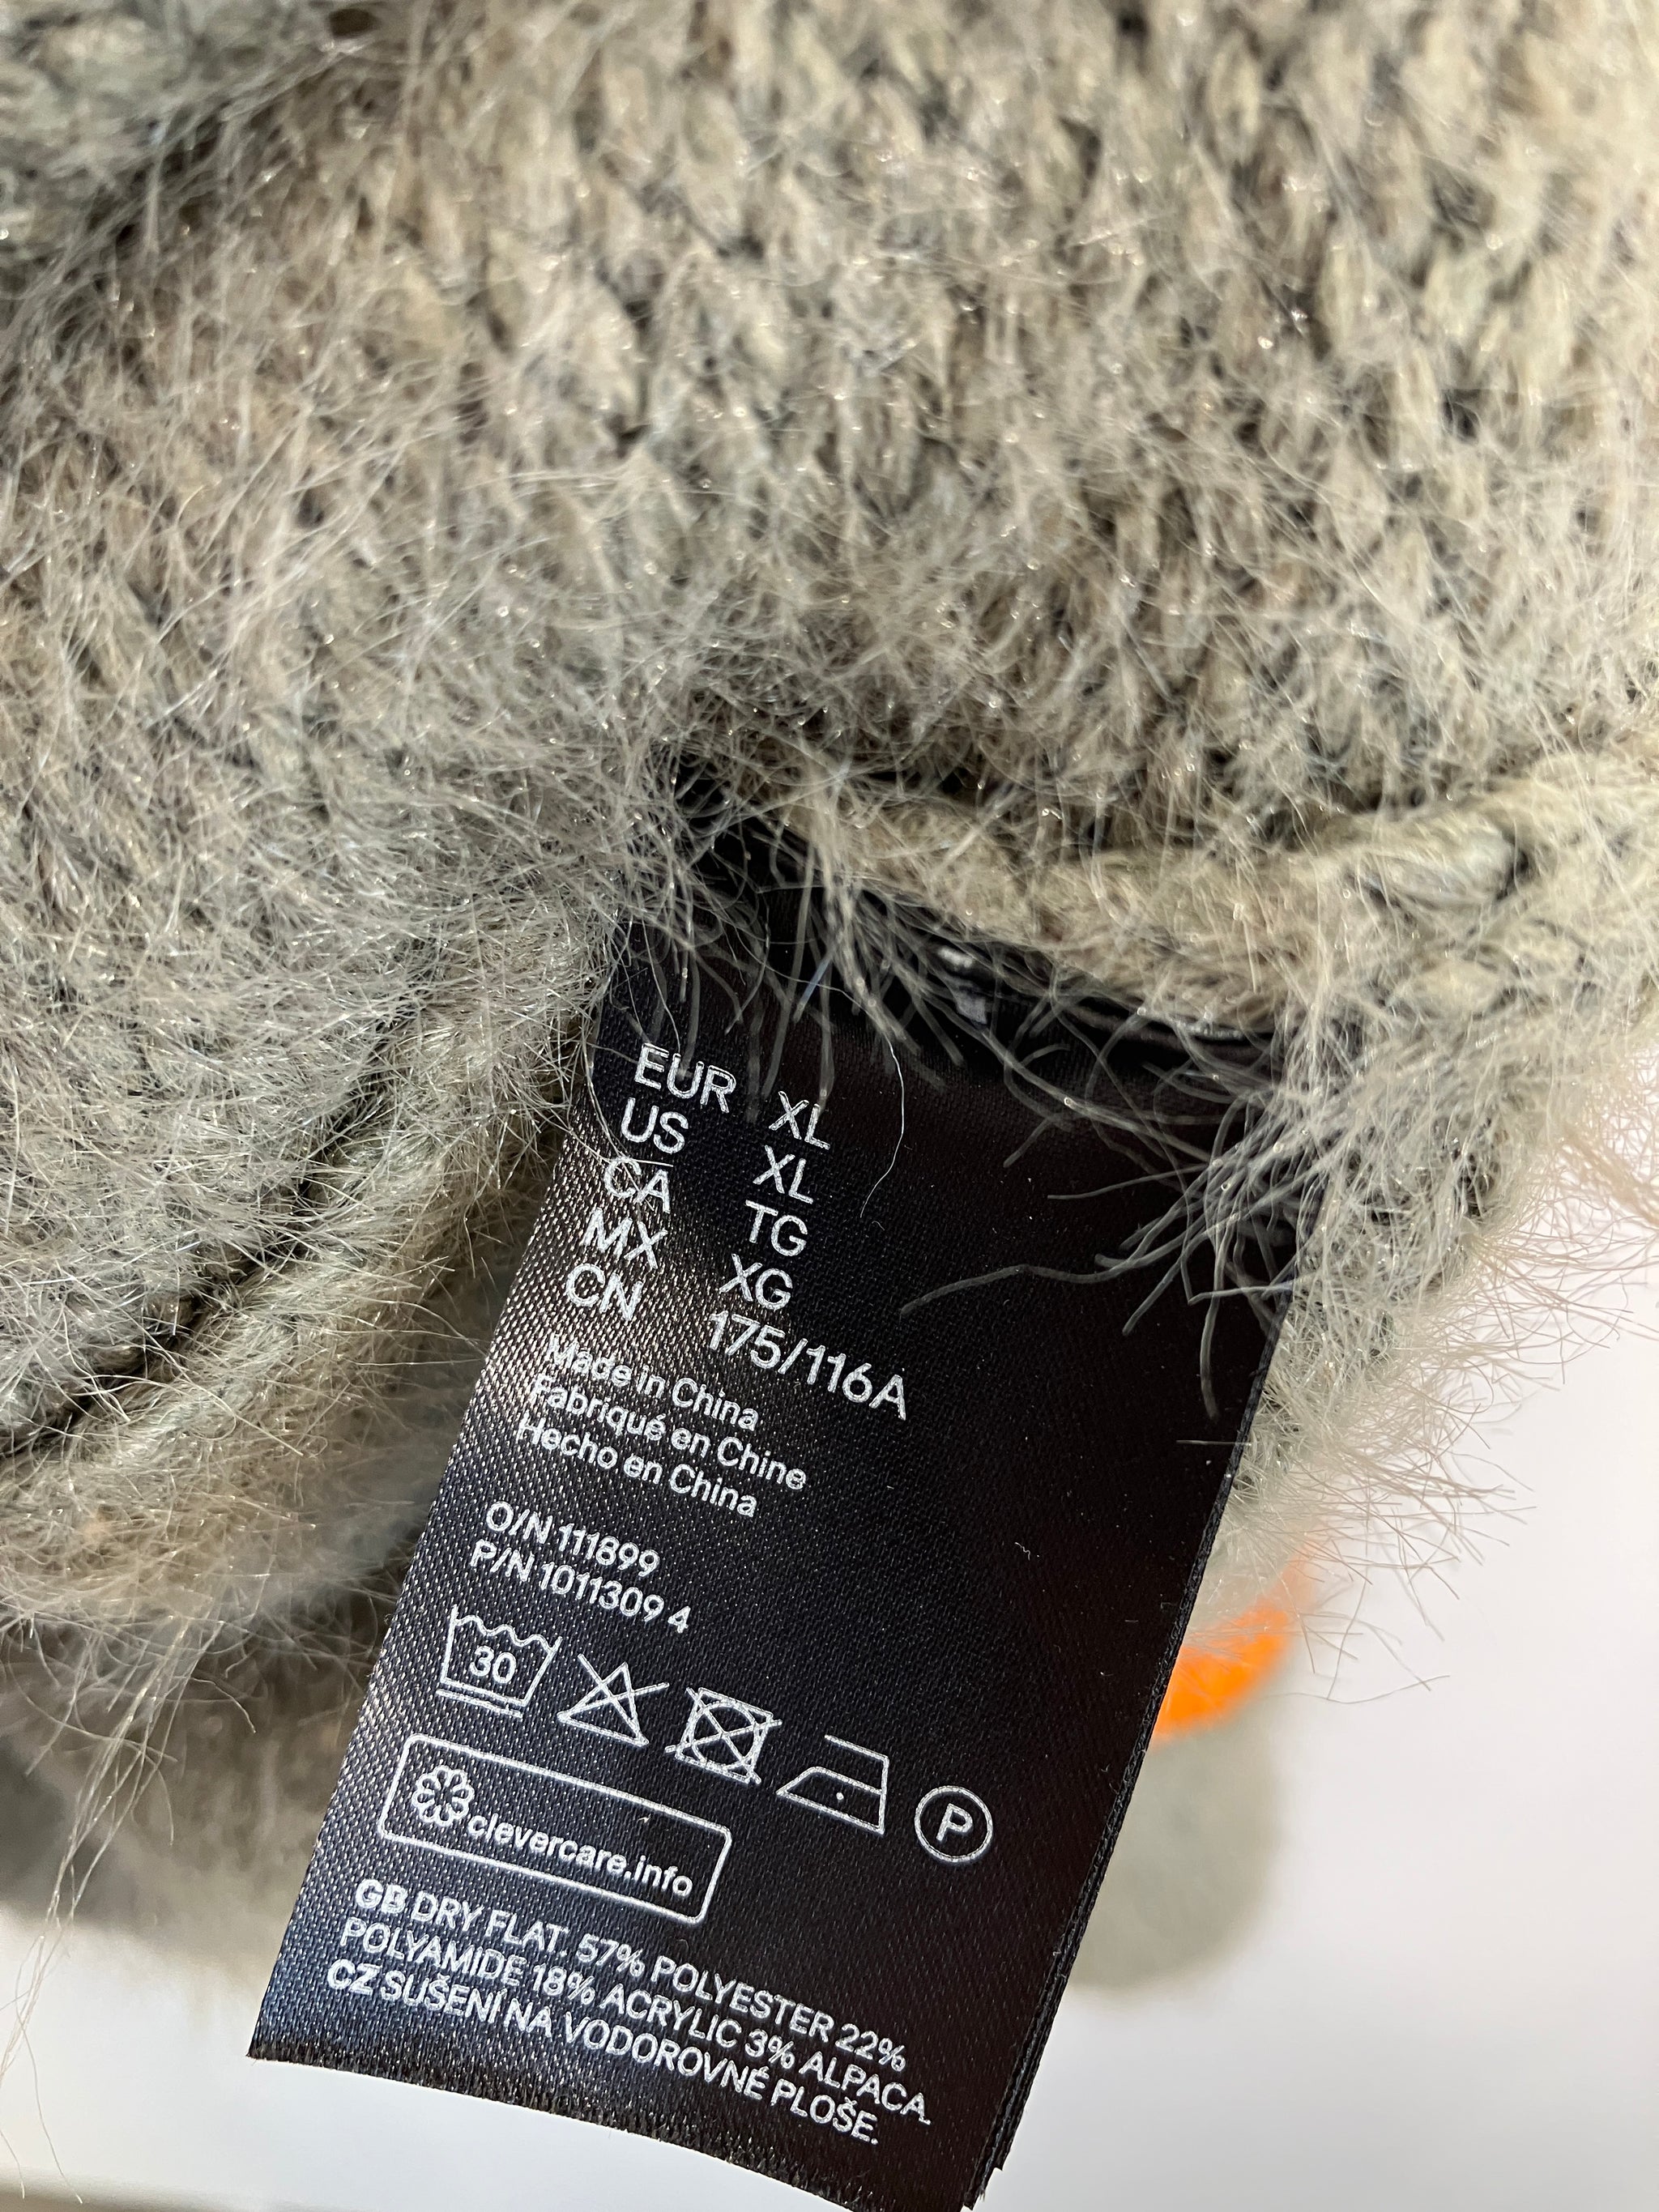 EUR XL
US XL
CA TG
MX XG
CN 175/116A
Made in China
Fabriqué en Chine
Hecho en China
O/N 111899
P/N 1011309 4
30
P
clevercare.info
GB DRY FLAT. 57% POLYESTER 22%
POLYAMIDE 18% ACRYLIC 3% ALPACA.
CZ SUŠENÍ NA VODOROVNÉ PLOŠE.